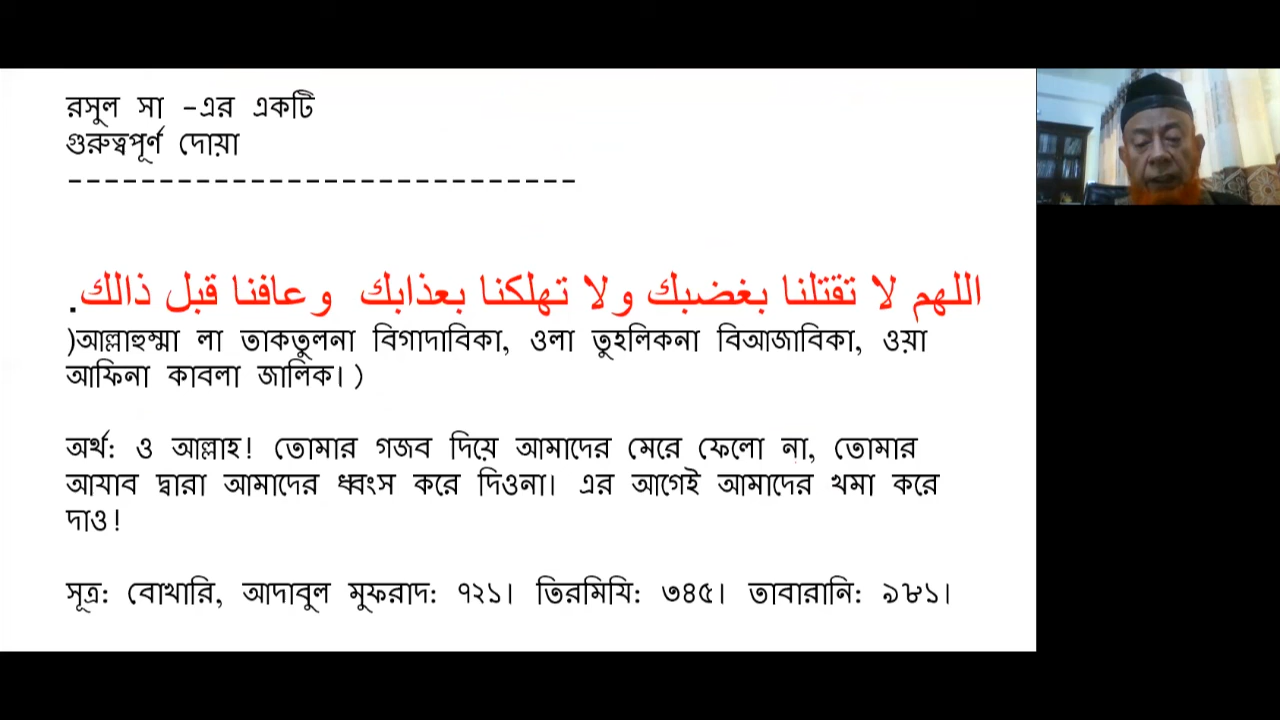 রসুল সা -এর একটি
গুরুত্বপূর্ণ দোয়া
----------------------------
اللهم لا تقتلنا بغضبك ولا تهلكنا بعذابك وعافنا قبل ذالك.
)আল্লাহুম্মা লা তাকতুলনা বিগাদাবিকা, ওলা তুহলিকনা বিআজাবিকা, ওয়া
আফিনা কাবলা জালিক। )
অর্থ: ও আল্লাহ! তোমার গজব দিয়ে আমাদের মেরে ফেলো না, তোমার
আযাব দ্বারা আমাদের ধ্বংস করে দিওনা। এর আগেই আমাদের খমা করে
দাও!
সূত্র: বোখারি, আদাবুল মুফরাদ: ৭২১। তিরমিযি: ৩৪৫। তাবারানি: ৯৮১।